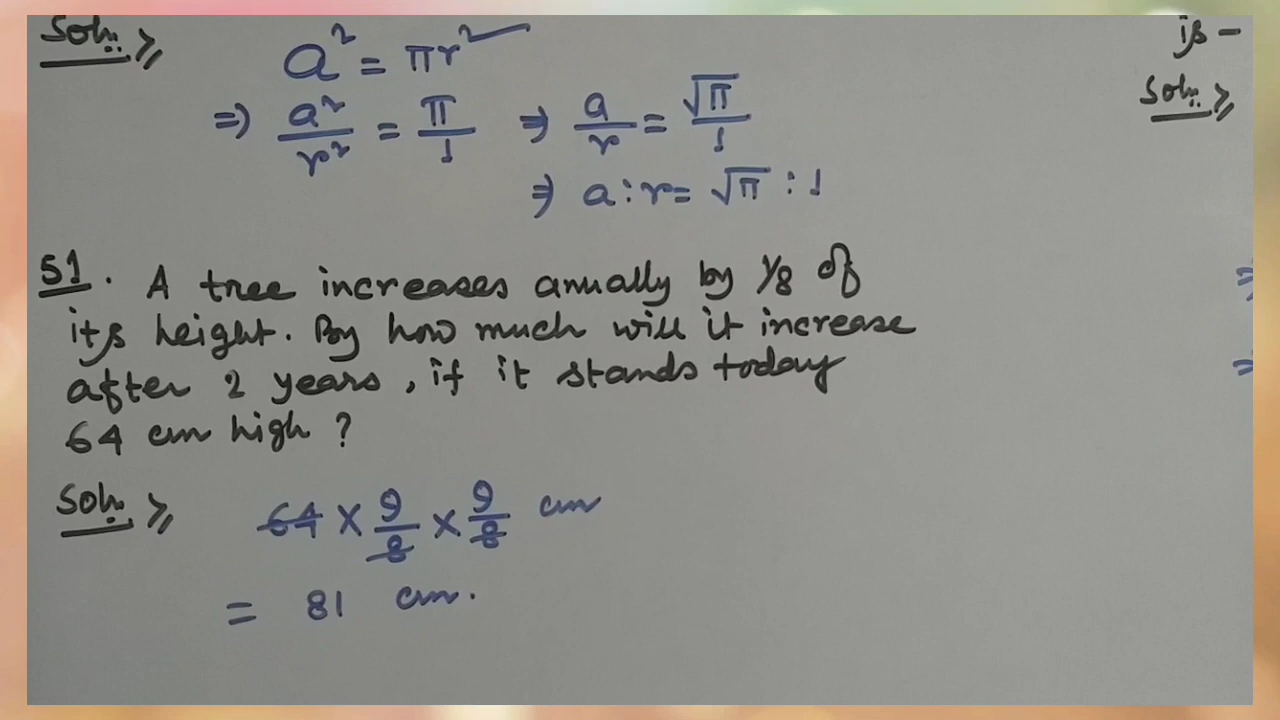 Soln.
a² = πr²
⇒ a²/r² = π/1 ⇒ a/r = √π/1
⇒ a:r = √π : 1
51. A tree increases anually by 1/8 of
its height. By how much will it increase
after 2 years, if it stands today
64 cm high ?
Soln.
64 × 9/8 × 9/8 cm
= 81 cm.
is -
Soln.
⇒
⇒